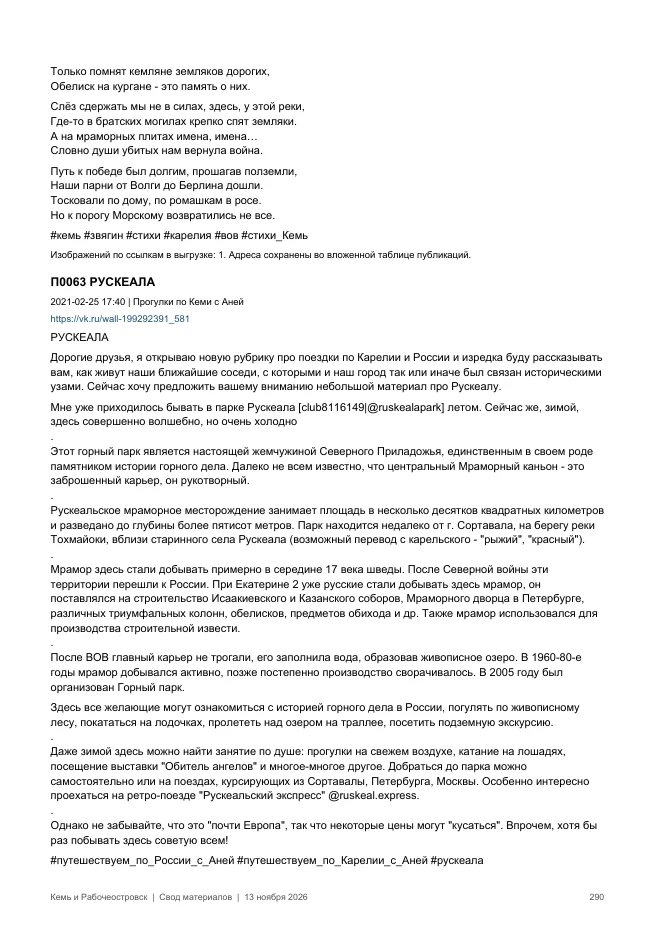 Только помнят кемляне земляков дорогих,
Обелиск на кургане - это память о них.
Слёз сдержать мы не в силах, здесь, у этой реки,
Где-то в братских могилах крепко спят земляки.
А на мраморных плитах имена, имена…
Словно души убитых нам вернула война.
Путь к победе был долгим, прошагав полземли,
Наши парни от Волги до Берлина дошли.
Тосковали по дому, по ромашкам в росе.
Но к порогу Морскому возвратились не все.
#кемь #звягин #стихи #карелия #вов #стихи_Кемь
Изображений по ссылкам в выгрузке: 1. Адреса сохранены во вложенной таблице публикаций.
П0063 РУСКЕАЛА
2021-02-25 17:40 | Прогулки по Кеми с Аней
https://vk.ru/wall-199292391_581
РУСКЕАЛА
Дорогие друзья, я открываю новую рубрику про поездки по Карелии и России и изредка буду рассказывать
вам, как живут наши ближайшие соседи, с которыми и наш город так или иначе был связан историческими
узами. Сейчас хочу предложить вашему вниманию небольшой материал про Рускеалу.
Мне уже приходилось бывать в парке Рускеала [club8116149|@ruskealapark] летом. Сейчас же, зимой,
здесь совершенно волшебно, но очень холодно
.
Этот горный парк является настоящей жемчужиной Северного Приладожья, единственным в своем роде
памятником истории горного дела. Далеко не всем известно, что центральный Мраморный каньон - это
заброшенный карьер, он рукотворный.
.
Рускеальское мраморное месторождение занимает площадь в несколько десятков квадратных километров
и разведано до глубины более пятисот метров. Парк находится недалеко от г. Сортавала, на берегу реки
Тохмайоки, вблизи старинного села Рускеала (возможный перевод с карельского - "рыжий", "красный").
.
Мрамор здесь стали добывать примерно в середине 17 века шведы. После Северной войны эти
территории перешли к России. При Екатерине 2 уже русские стали добывать здесь мрамор, он
поставлялся на строительство Исаакиевского и Казанского соборов, Мраморного дворца в Петербурге,
различных триумфальных колонн, обелисков, предметов обихода и др. Также мрамор использовался для
производства строительной извести.
.
После ВОВ главный карьер не трогали, его заполнила вода, образовав живописное озеро. В 1960-80-е
годы мрамор добывался активно, позже постепенно производство сворачивалось. В 2005 году был
организован Горный парк.
Здесь все желающие могут ознакомиться с историей горного дела в России, погулять по живописному
лесу, покататься на лодочках, пролететь над озером на траллее, посетить подземную экскурсию.
.
Даже зимой здесь можно найти занятие по душе: прогулки на свежем воздухе, катание на лошадях,
посещение выставки "Обитель ангелов" и многое-многое другое. Добраться до парка можно
самостоятельно или на поездах, курсирующих из Сортавалы, Петербурга, Москвы. Особенно интересно
проехаться на ретро-поезде "Рускеальский экспресс" @ruskeal.express.
.
Однако не забывайте, что это "почти Европа", так что некоторые цены могут "кусаться". Впрочем, хотя бы
раз побывать здесь советую всем!
#путешествуем_по_России_с_Аней #путешествуем_по_Карелии_с_Аней #рускеала
Кемь и Рабочеостровск | Свод материалов | 13 ноября 2026
290